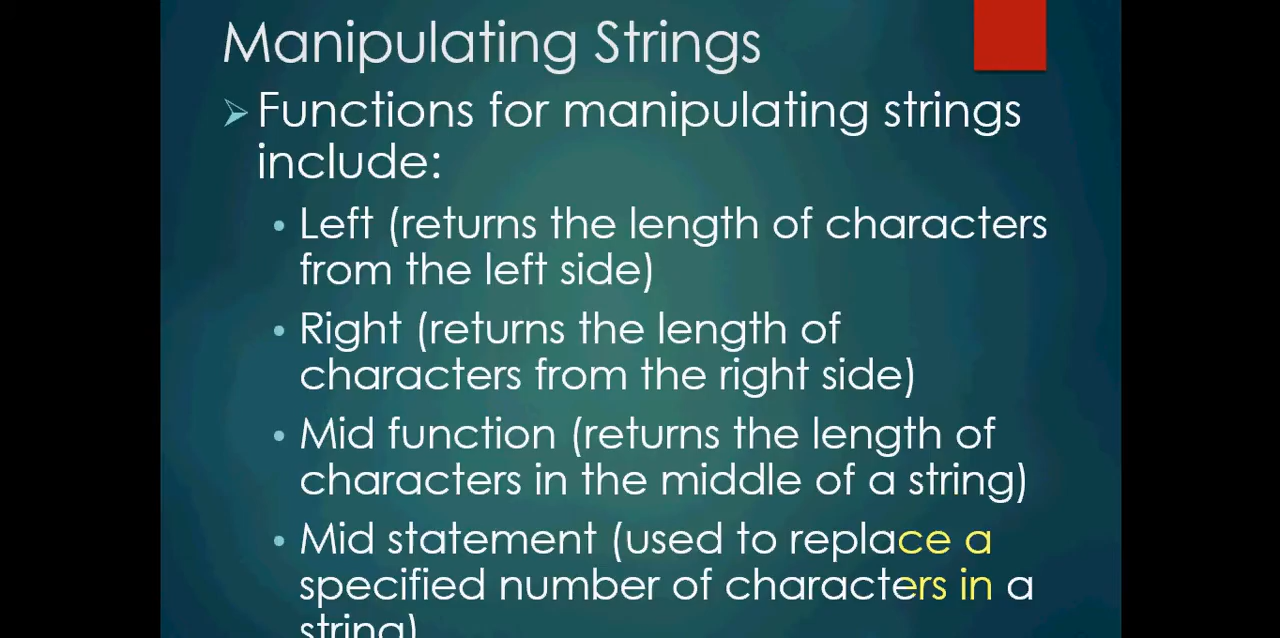 Manipulating Strings
➢ Functions for manipulating strings
include:
• Left (returns the length of characters
from the left side)
• Right (returns the length of
characters from the right side)
• Mid function (returns the length of
characters in the middle of a string)
• Mid statement (used to replace a
specified number of characters in a
string)